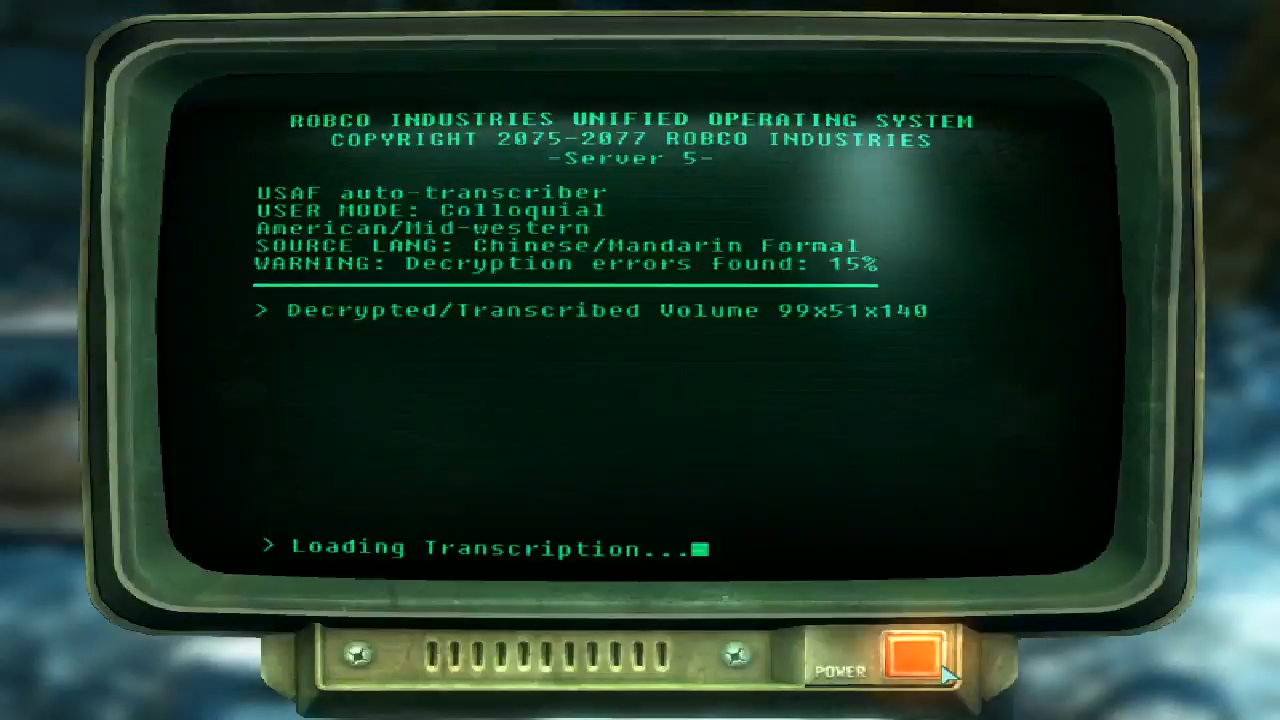 ROBCO INDUSTRIES UNIFIED OPERATING SYSTEM
COPYRIGHT 2075-2077 ROBCO INDUSTRIES
-Server 5-
USAF auto-transcriber
USER MODE: Colloquial
American/Mid-western
SOURCE LANG: Chinese/Mandarin Formal
WARNING: Decryption errors found: 15%
> Decrypted/Transcribed Volume 99x51x140
> Loading Transcription...
POWER